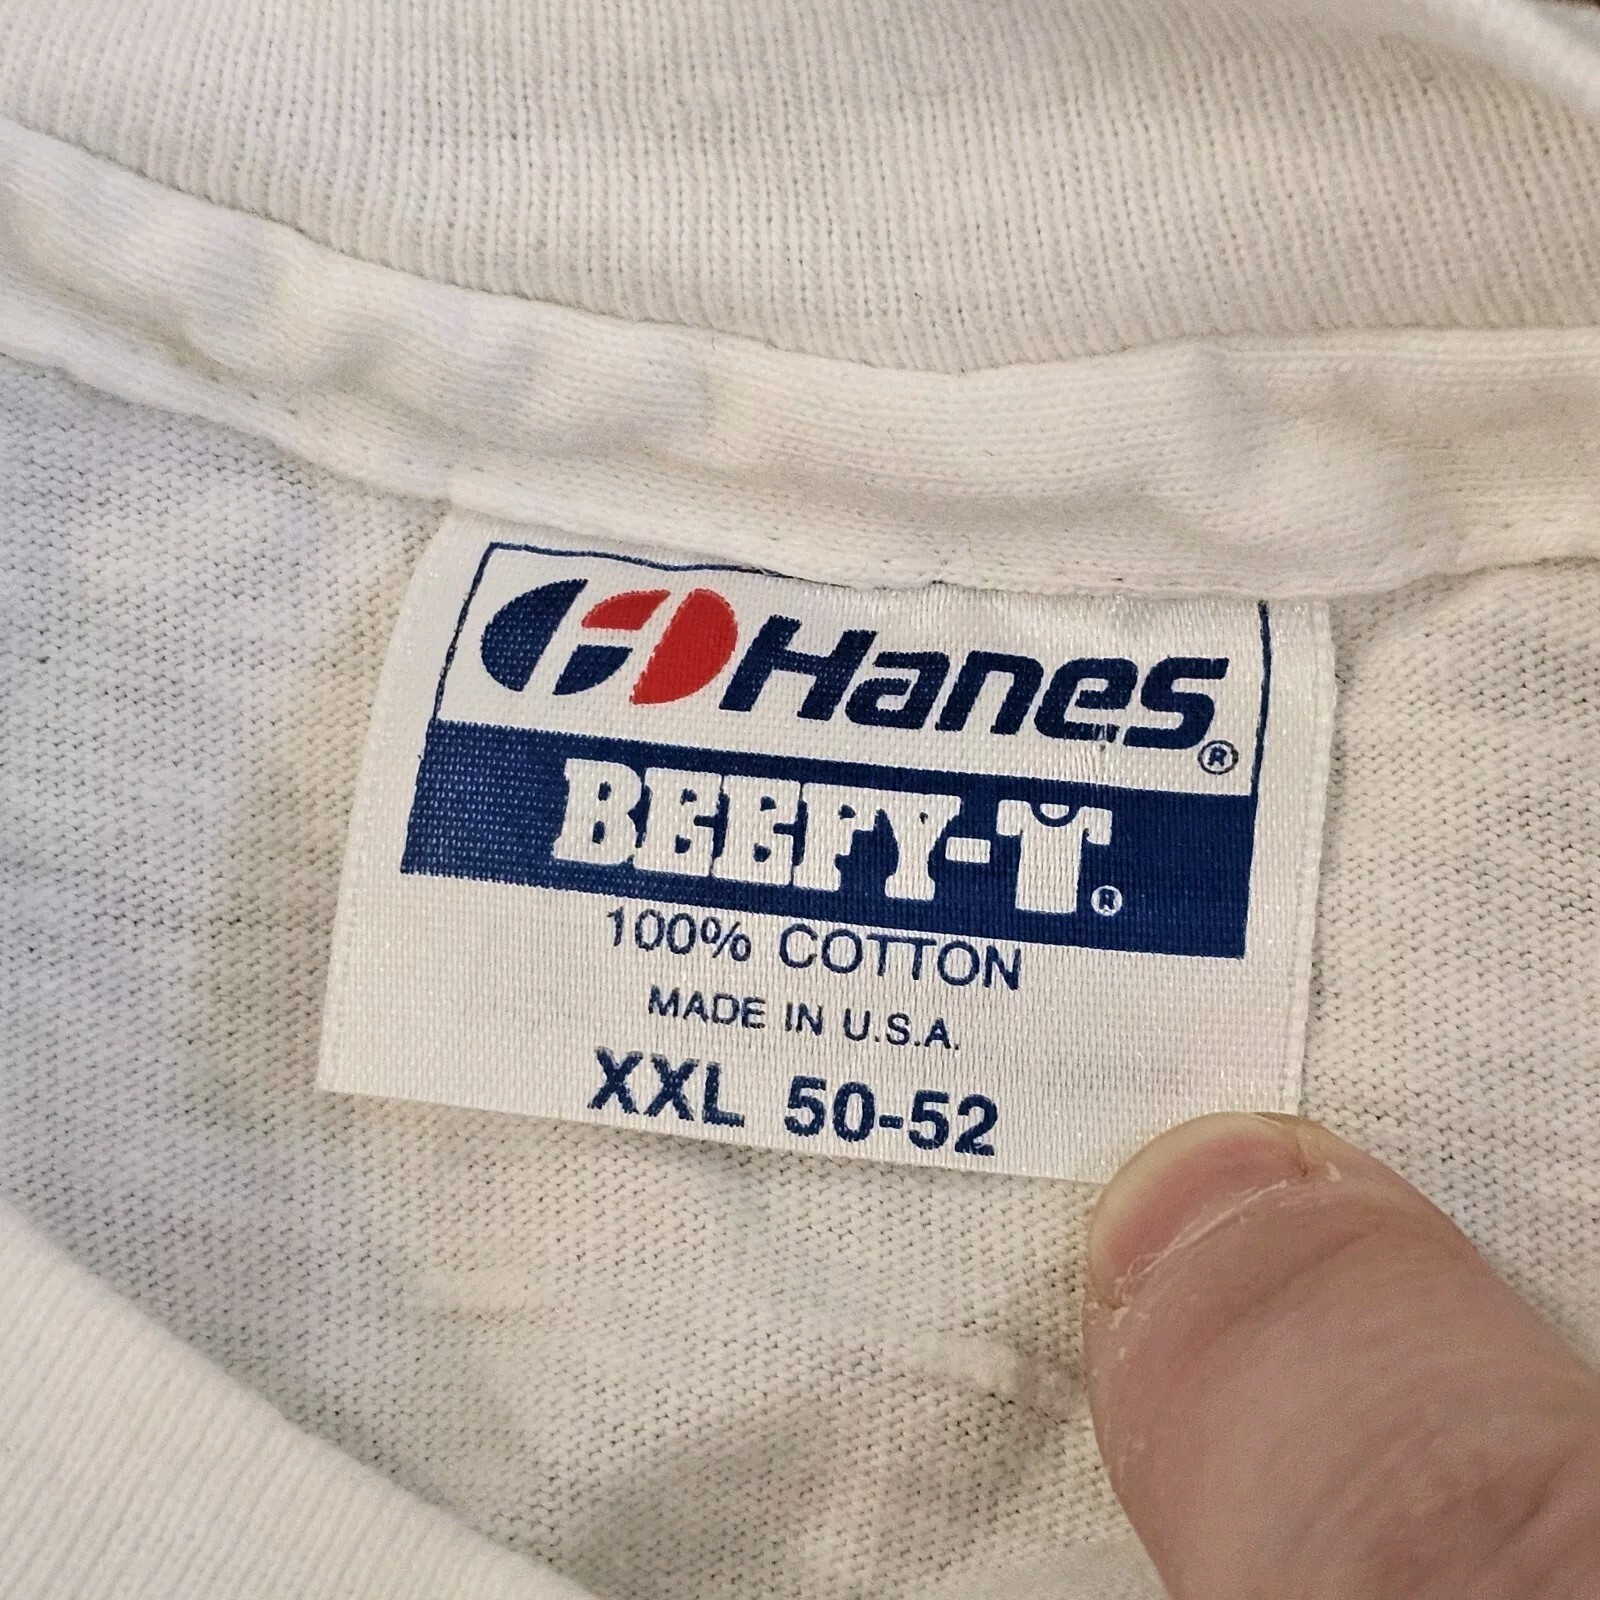 Hanes®
BEEFY-T®
100% COTTON
MADE IN U.S.A.
XXL 50-52